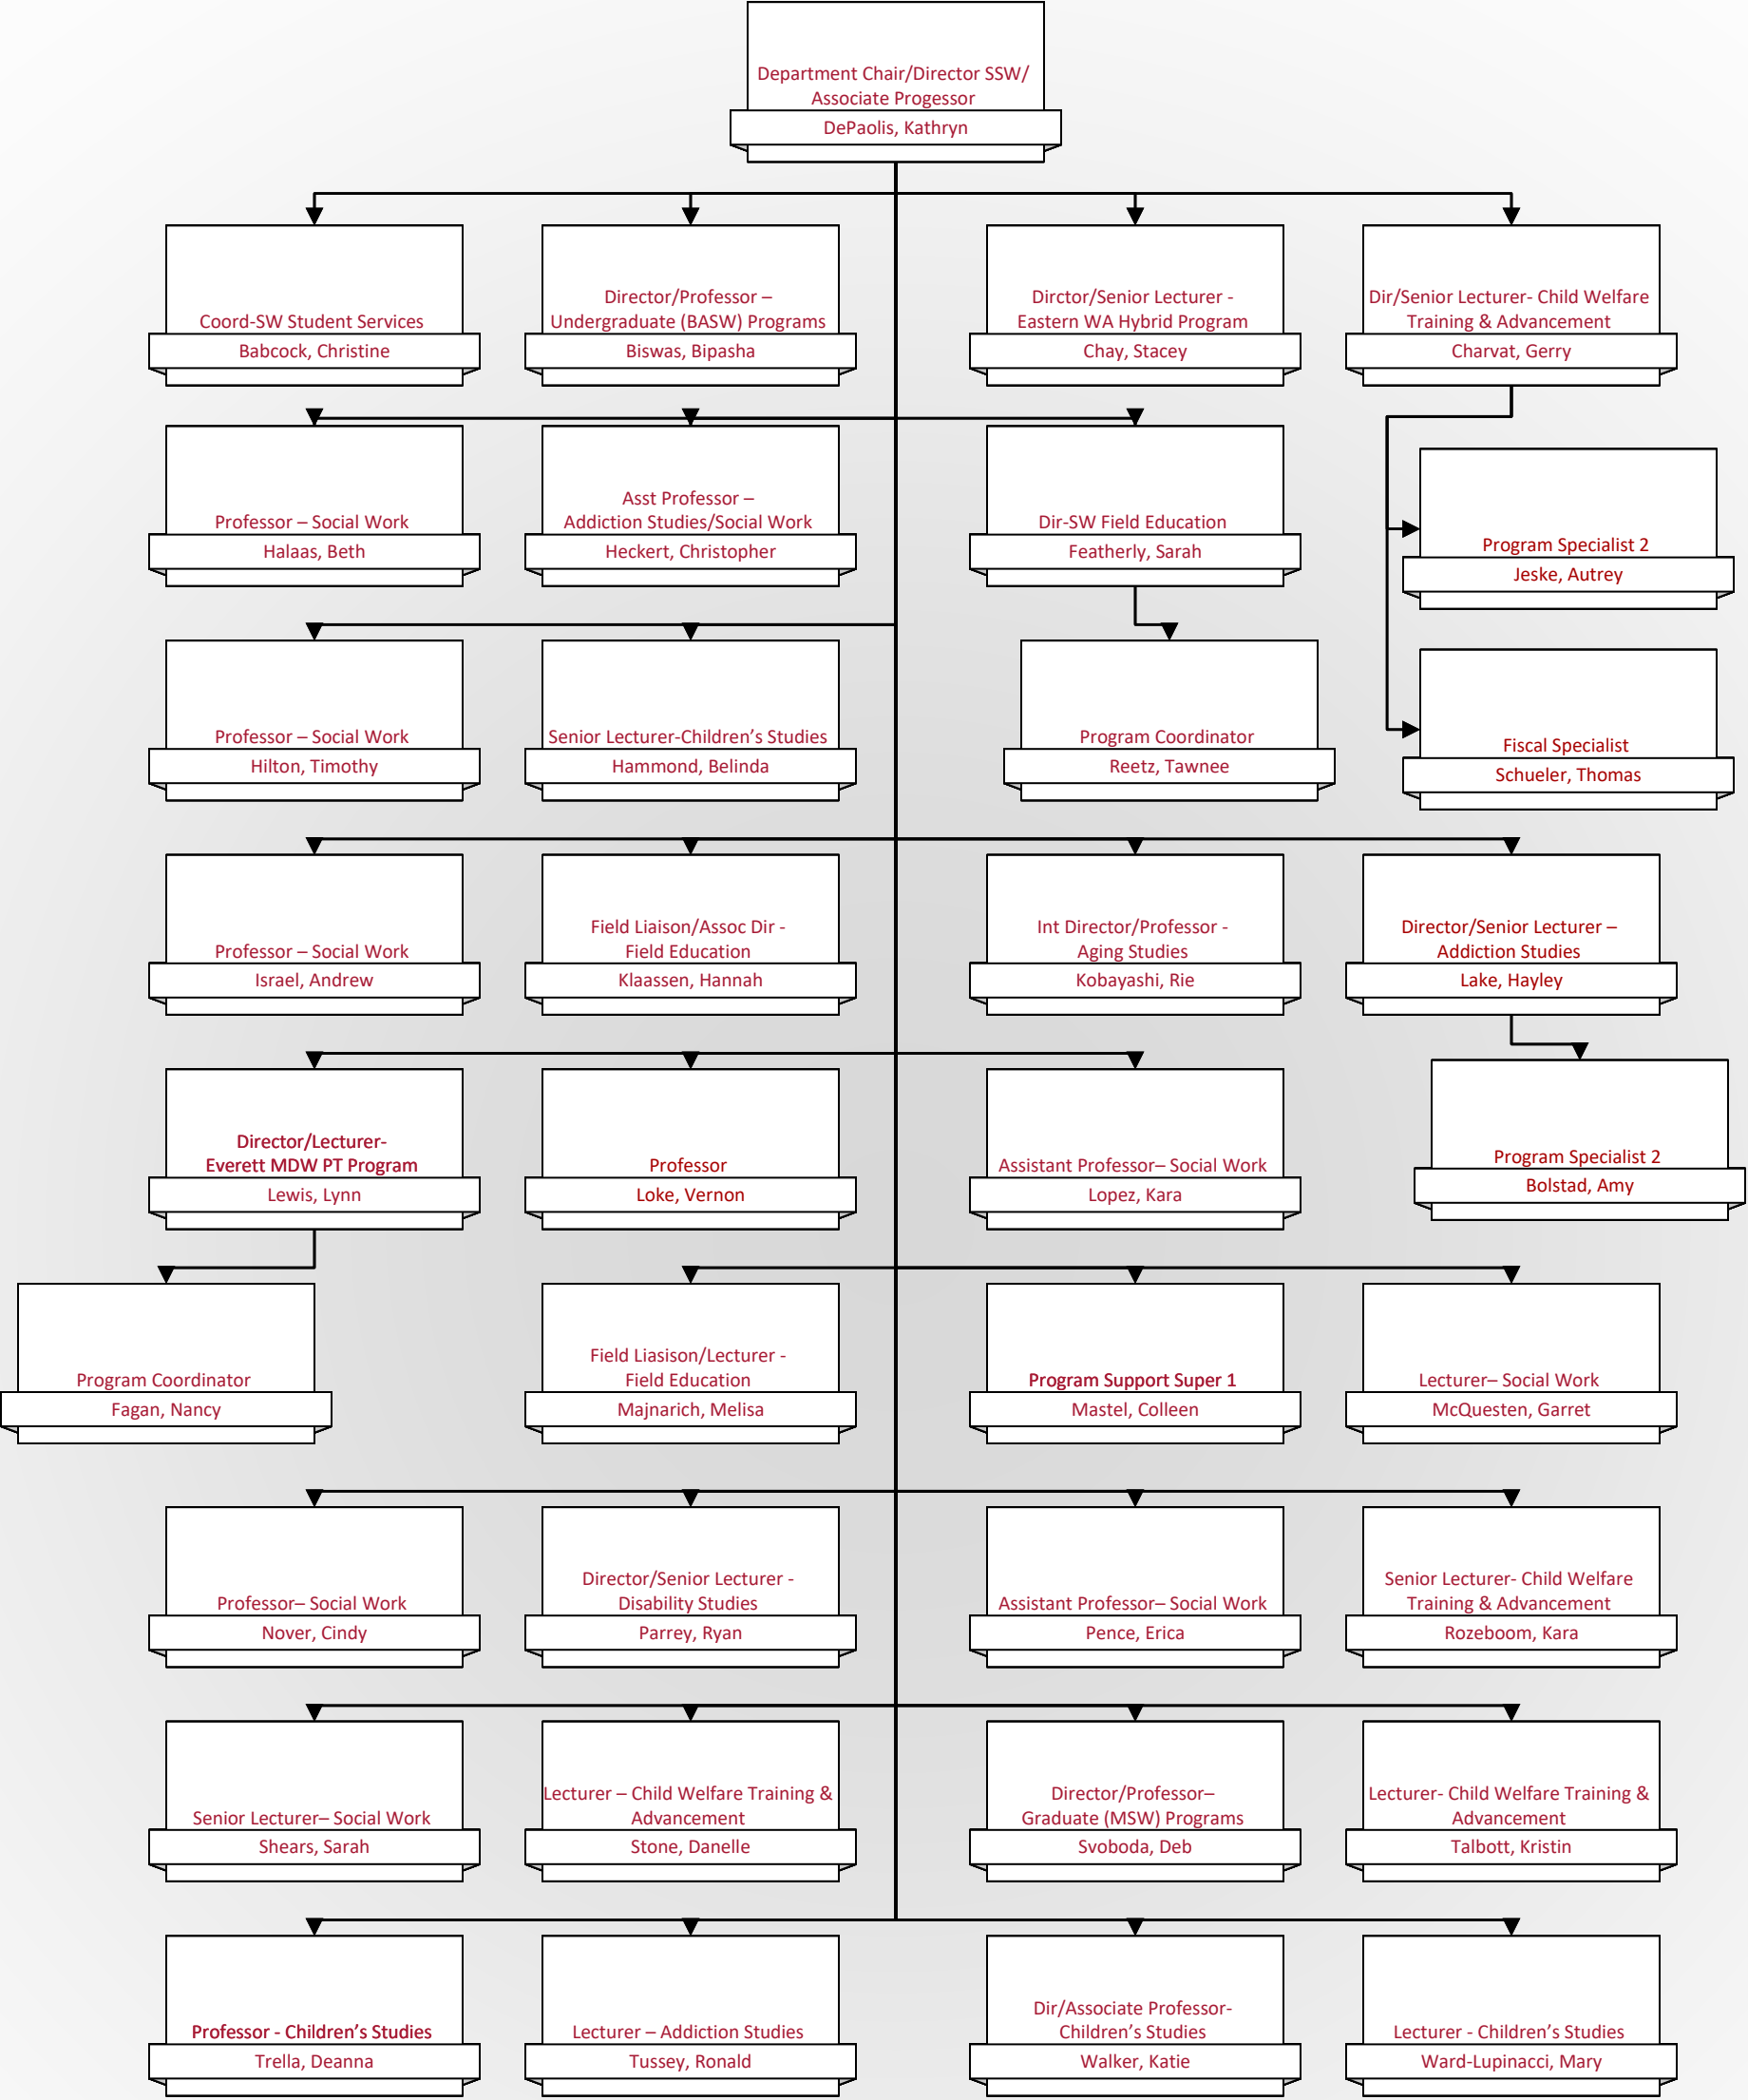 Department Chair/Director SSW/
Associate Progessor
DePaolis, Kathryn
Coord-SW Student Services
Babcock, Christine
Director/Professor –
Undergraduate (BASW) Programs
Biswas, Bipasha
Dirctor/Senior Lecturer -
Eastern WA Hybrid Program
Chay, Stacey
Dir/Senior Lecturer- Child Welfare
Training & Advancement
Charvat, Gerry
Professor – Social Work
Halaas, Beth
Asst Professor –
Addiction Studies/Social Work
Heckert, Christopher
Dir-SW Field Education
Featherly, Sarah
Program Specialist 2
Jeske, Autrey
Professor – Social Work
Hilton, Timothy
Senior Lecturer-Children’s Studies
Hammond, Belinda
Program Coordinator
Reetz, Tawnee
Fiscal Specialist
Schueler, Thomas
Professor – Social Work
Israel, Andrew
Field Liaison/Assoc Dir -
Field Education
Klaassen, Hannah
Int Director/Professor -
Aging Studies
Kobayashi, Rie
Director/Senior Lecturer –
Addiction Studies
Lake, Hayley
Director/Lecturer-
Everett MDW PT Program
Lewis, Lynn
Professor
Loke, Vernon
Assistant Professor– Social Work
Lopez, Kara
Program Specialist 2
Bolstad, Amy
Program Coordinator
Fagan, Nancy
Field Liasison/Lecturer -
Field Education
Majnarich, Melisa
Program Support Super 1
Mastel, Colleen
Lecturer– Social Work
McQuesten, Garret
Professor– Social Work
Nover, Cindy
Director/Senior Lecturer -
Disability Studies
Parrey, Ryan
Assistant Professor– Social Work
Pence, Erica
Senior Lecturer- Child Welfare
Training & Advancement
Rozeboom, Kara
Senior Lecturer– Social Work
Shears, Sarah
Lecturer – Child Welfare Training &
Advancement
Stone, Danelle
Director/Professor–
Graduate (MSW) Programs
Svoboda, Deb
Lecturer- Child Welfare Training &
Advancement
Talbott, Kristin
Professor - Children’s Studies
Trella, Deanna
Lecturer – Addiction Studies
Tussey, Ronald
Dir/Associate Professor-
Children’s Studies
Walker, Katie
Lecturer - Children’s Studies
Ward-Lupinacci, Mary